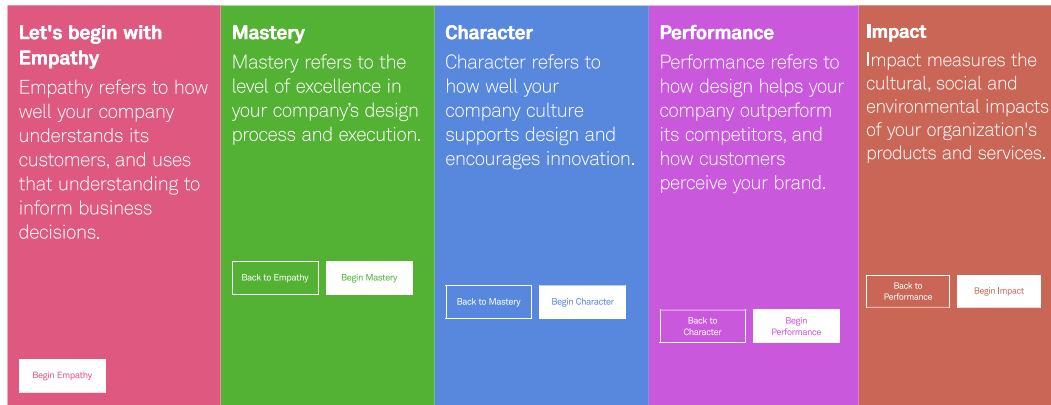 Let's begin with
Empathy
Empathy refers to how
well your company
understands its
customers, and uses
that understanding to
inform business
decisions.
Begin Empathy
Mastery
Mastery refers to the
level of excellence in
your company's design
process and execution.
Back to Empathy
Begin Mastery
Character
Character refers to
how well your
company culture
supports design and
encourages innovation.
Back to Mastery
Begin Character
Performance
Performance refers to
how design helps your
company outperform
its competitors, and
how customers
perceive your brand.
Back to
Character
Begin
Performance
Impact
Impact measures the
cultural, social and
environmental impacts
of your organization's
products and services.
Back to
Performance
Begin Impact